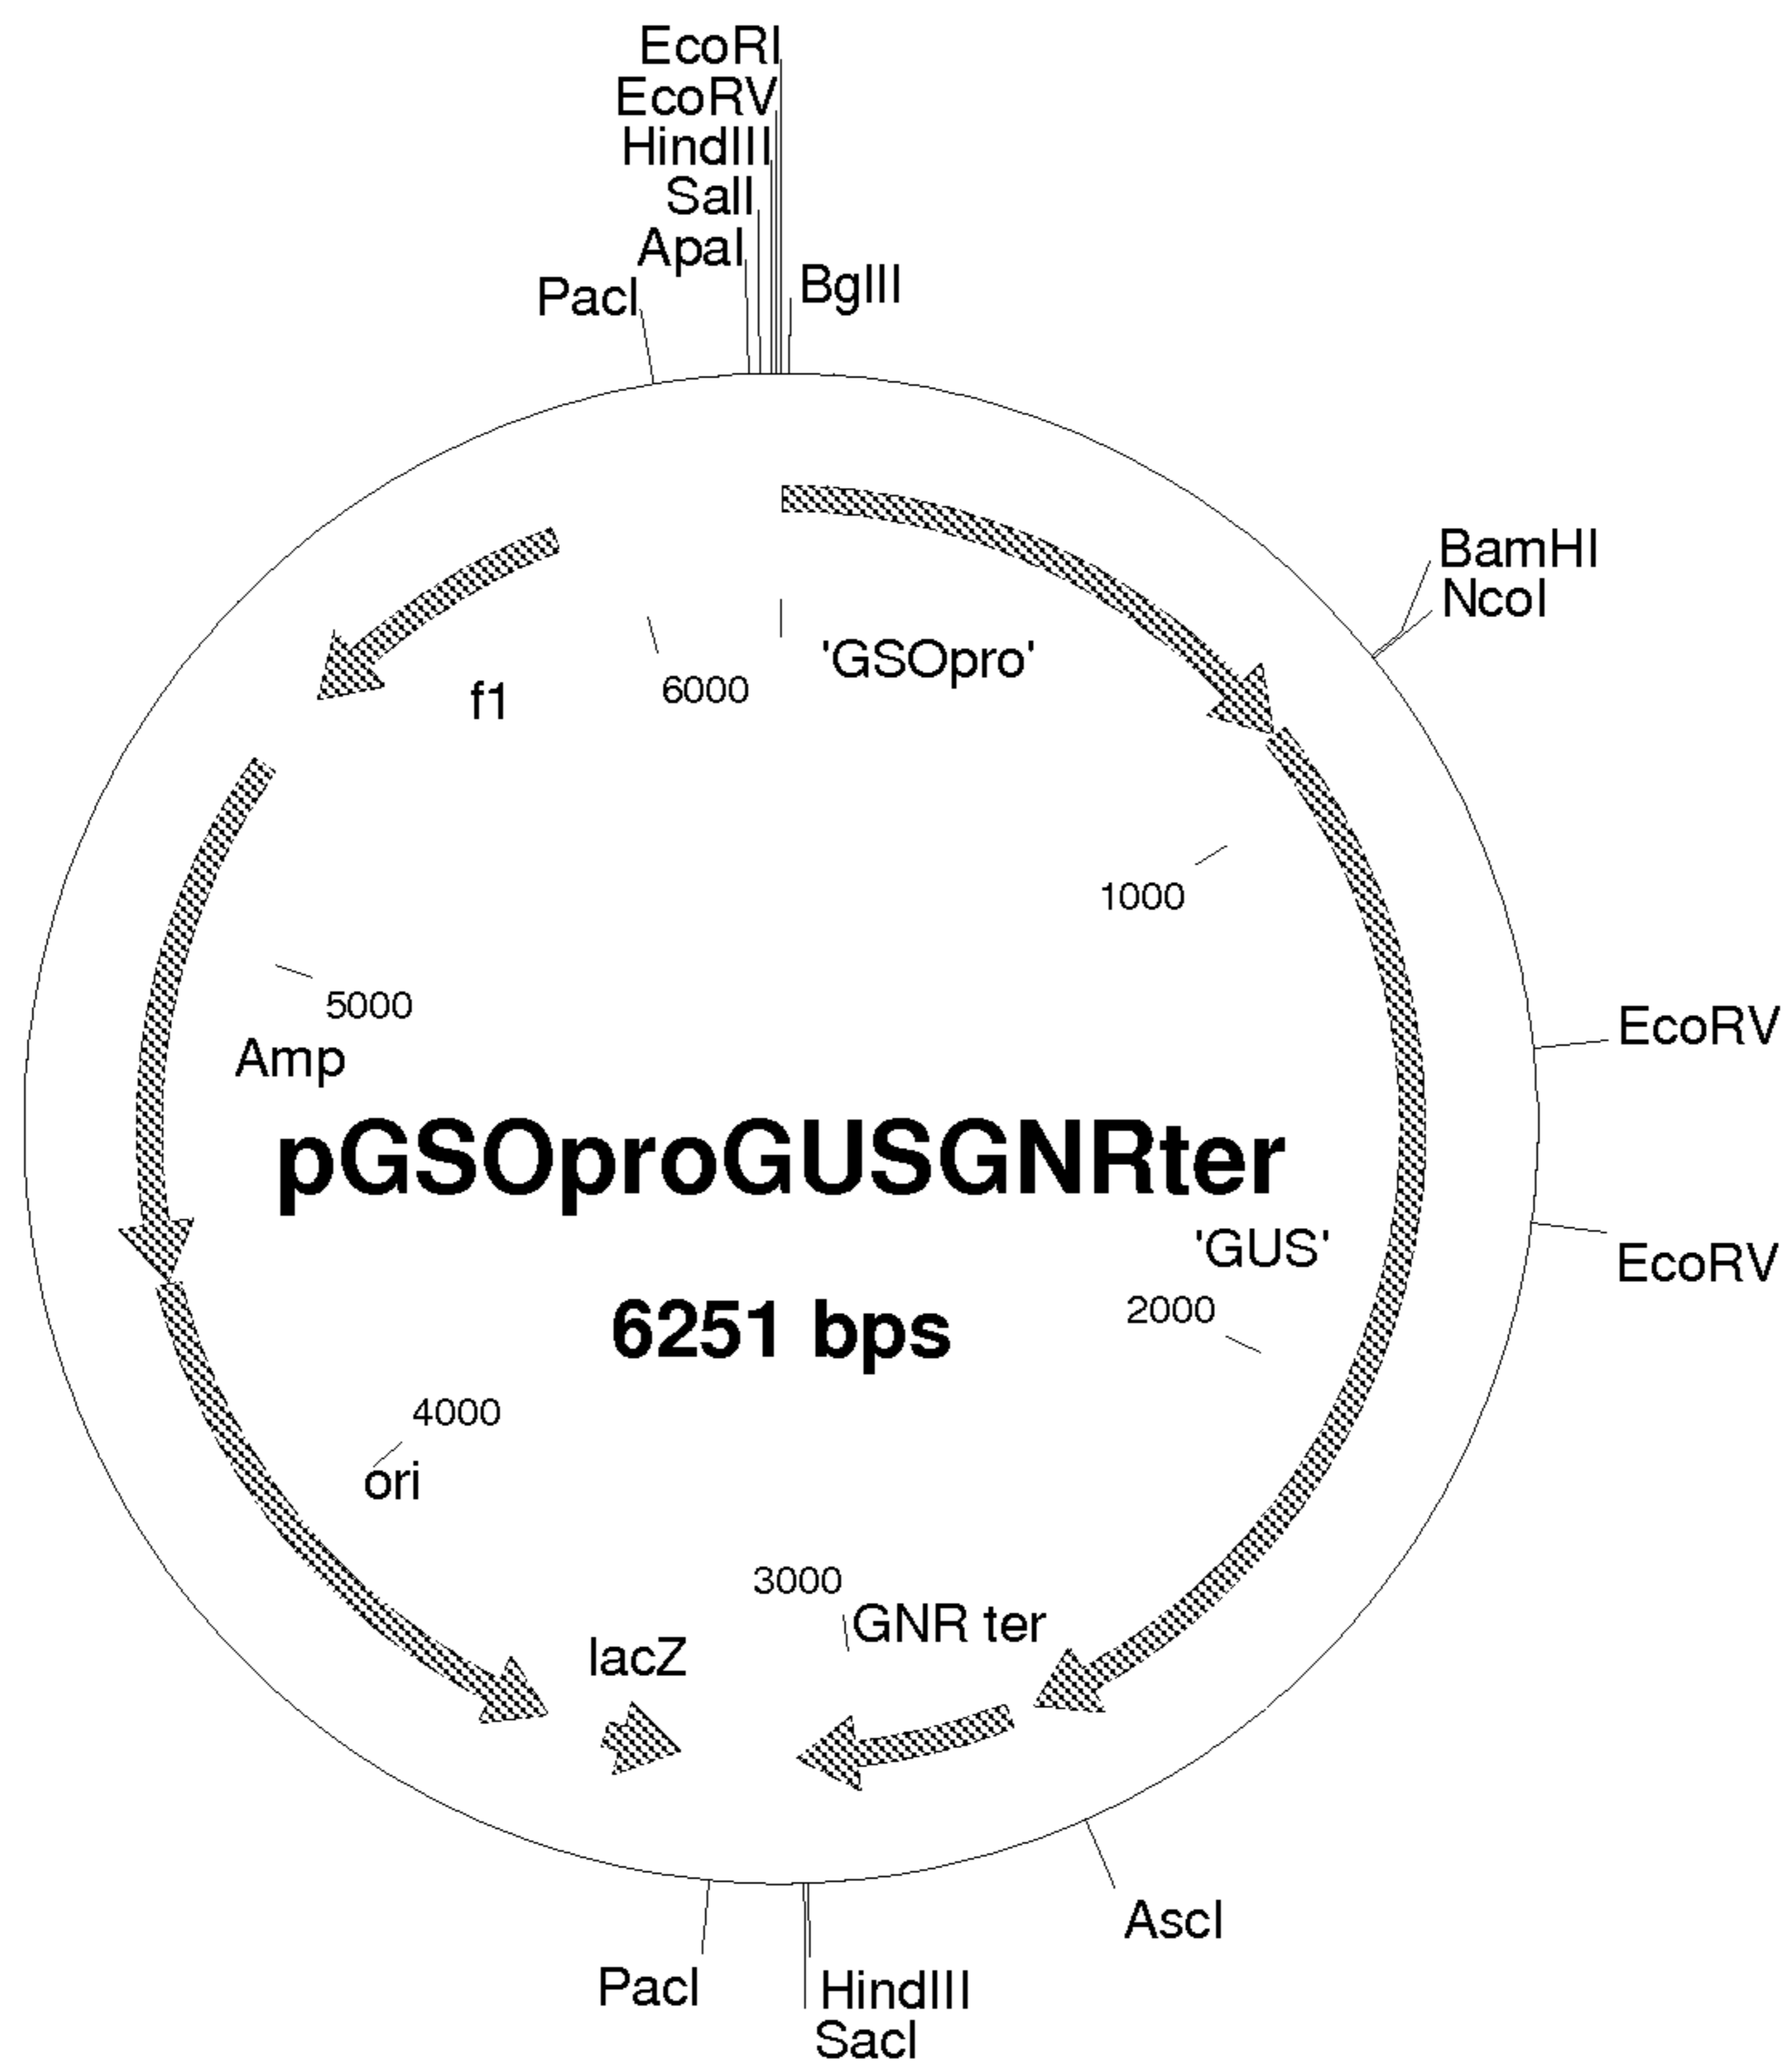 EcoRI
EcoRV
HindIII
SalI
ApaI
PacI
BglII
BamHI
NcoI
'GSOpro'
6000
f1
1000
5000
Amp
EcoRV
pGSOproGUSGNRter
'GUS'
EcoRV
2000
6251 bps
4000
ori
3000
GNR ter
lacZ
AscI
PacI
HindIII
SacI